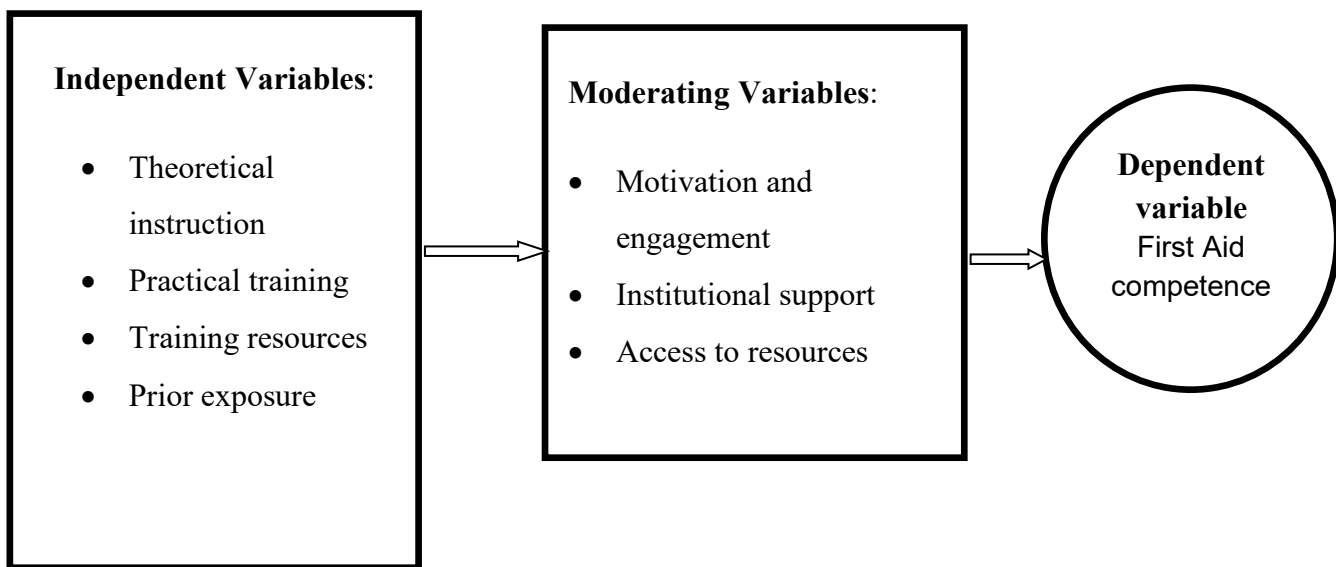 Independent Variables:
• Theoretical
instruction
• Practical training
• Training resources
• Prior exposure
Moderating Variables:
• Motivation and
engagement
• Institutional support
• Access to resources
Dependent
variable
First Aid
competence